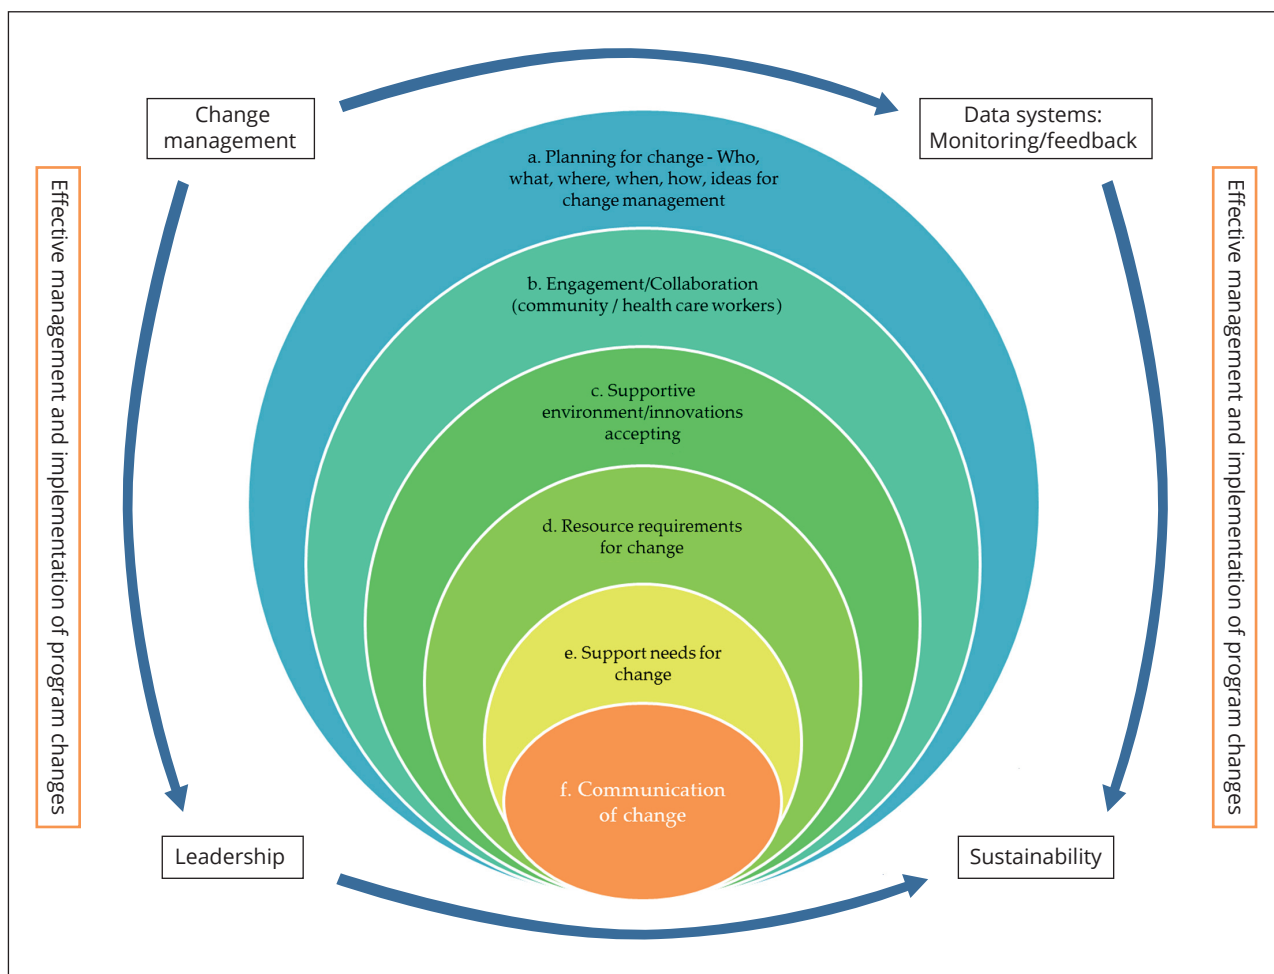 Change
management
Data systems:
Monitoring/feedback
Effective management and implementation of program changes
a. Planning for change - Who,
what, where, when, how, ideas for
change management
b. Engagement/Collaboration
(community / health care workers)
c. Supportive
environment/innovations
accepting
d. Resource requirements
for change
e. Support needs for
change
f. Communication
of change
Effective management and implementation of program changes
Leadership
Sustainability